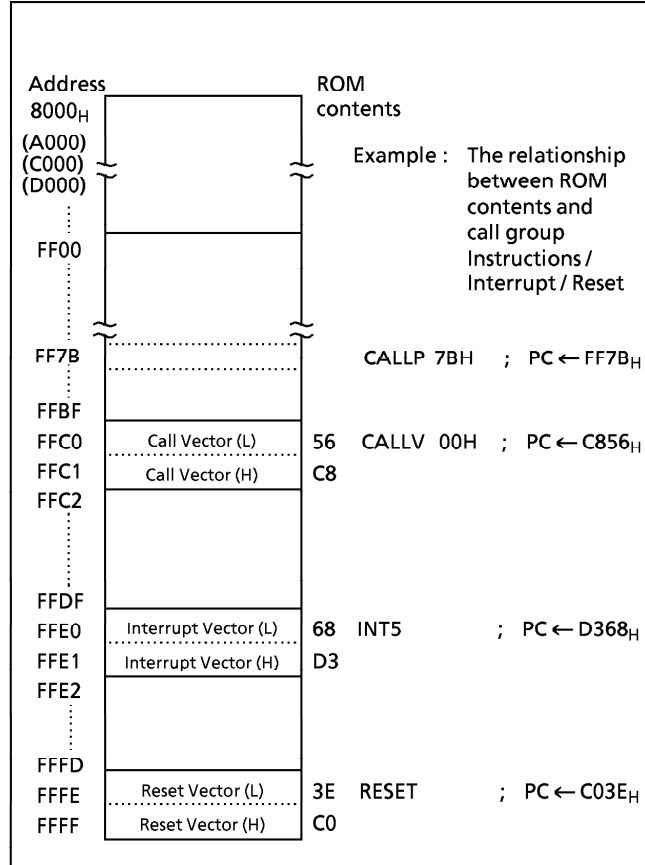 Address ROM
8000H contents
(A000)
(C000)
(D000)
Example : The relationship
between ROM
contents and
call group
Instructions /
Interrupt / Reset
FF00
FF7B CALLP 7BH ; PC ← FF7BH
FFBF
FFC0 Call Vector (L) 56 CALLV 00H ; PC ← C856H
FFC1 Call Vector (H) C8
FFC2
FFDF
FFE0 Interrupt Vector (L) 68 INT5 ; PC ← D368H
FFE1 Interrupt Vector (H) D3
FFE2
FFFD
FFFE Reset Vector (L) 3E RESET ; PC ← C03EH
FFFF Reset Vector (H) C0